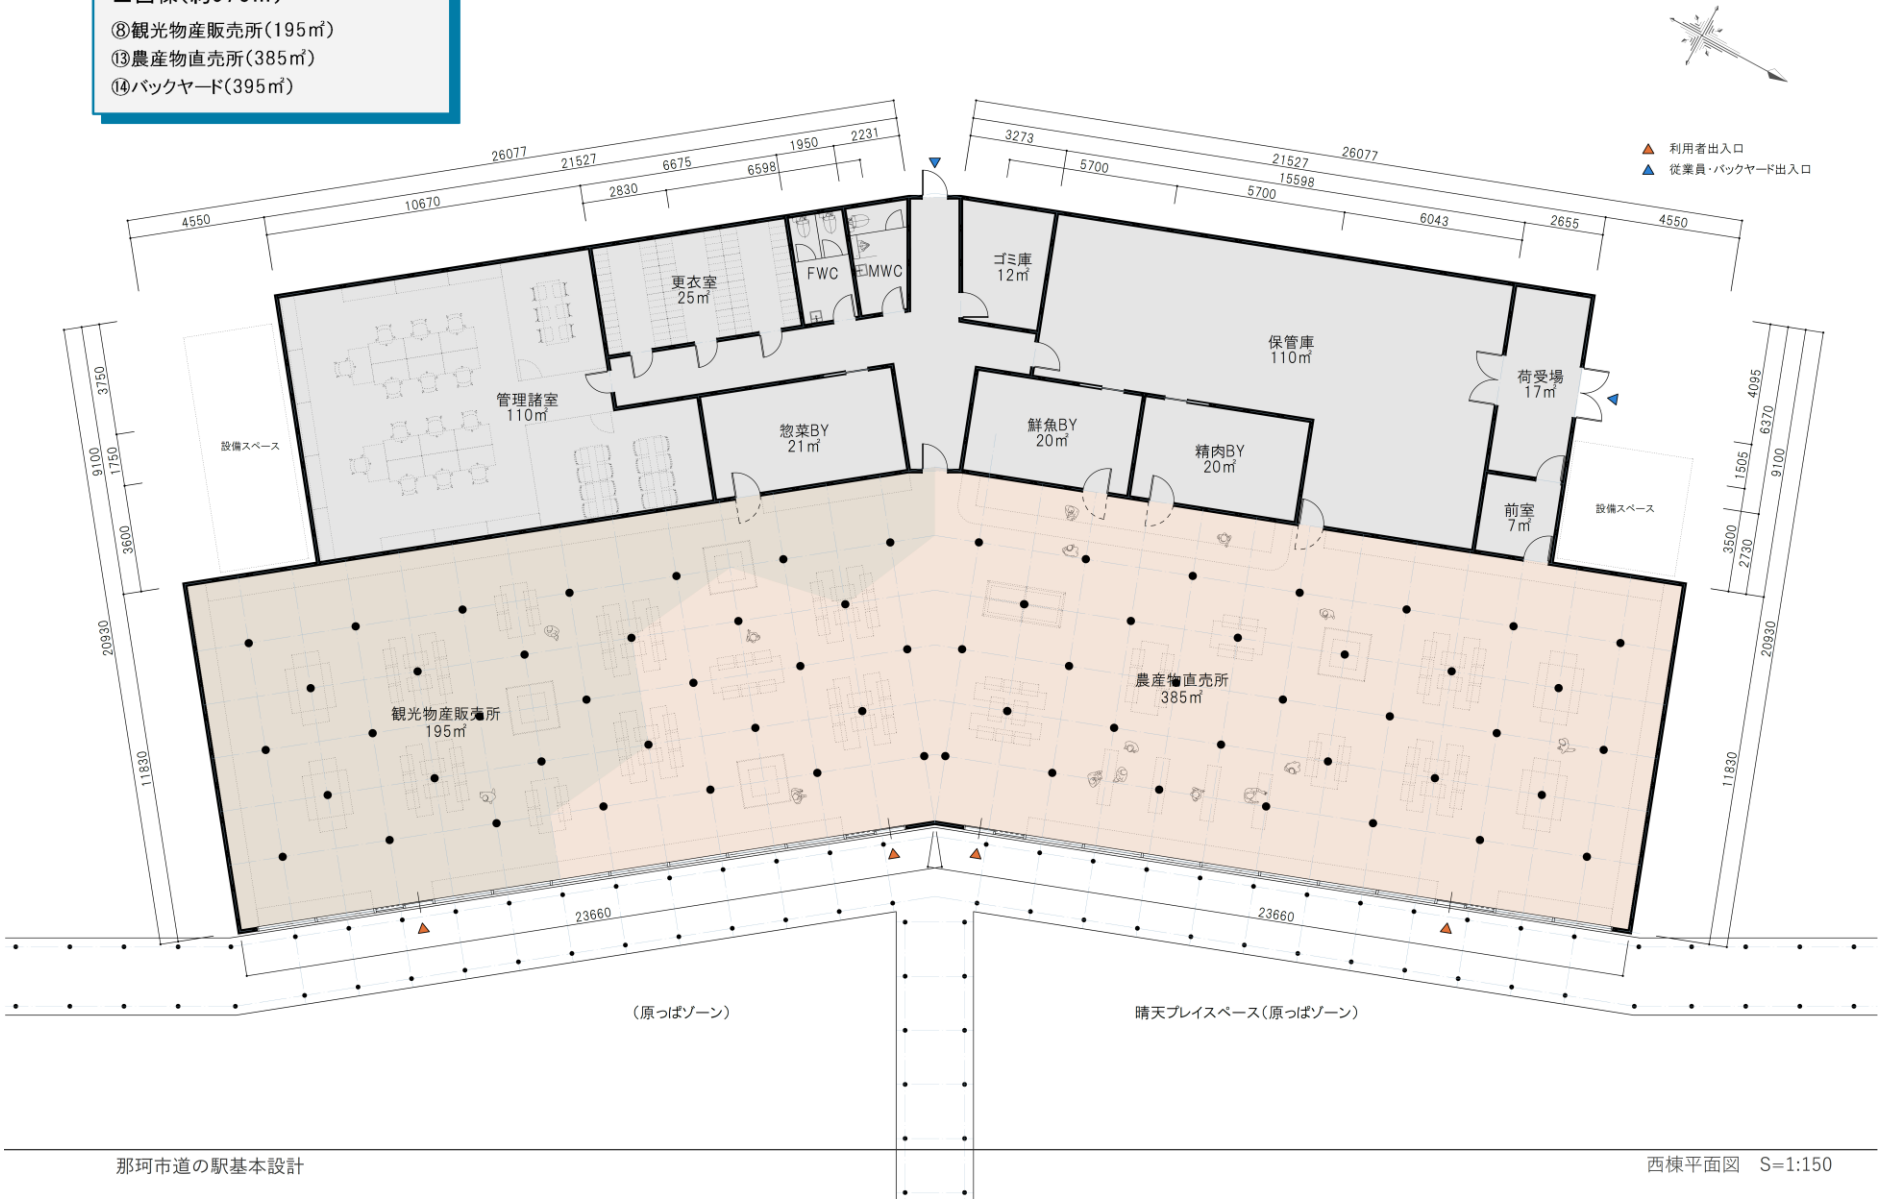 ⑧観光物産販売所(195㎡)
⑬農産物直売所(385㎡)
⑭バックヤード(395㎡)
利用者出入口
従業員・バックヤード出入口
26077
21527
6675
1950
2231
6598
2830
10670
4550
3273
26077
21527
15598
5700
5700
6043
2655
4550
更衣室
25㎡
FWC
MWC
ゴミ庫
12㎡
保管庫
110㎡
荷受場
17㎡
管理諸室
110㎡
惣菜BY
21㎡
鮮魚BY
20㎡
精肉BY
20㎡
前室
7㎡
設備スペース
設備スペース
3750
9100
1750
3600
20930
11830
4095
6370
9100
1505
3500
2730
20930
11830
観光物産販売所
195㎡
農産物直売所
385㎡
23660
23660
(原っぱゾーン)
晴天プレイスペース(原っぱゾーン)
那珂市道の駅基本設計
西棟平面図 S=1:150